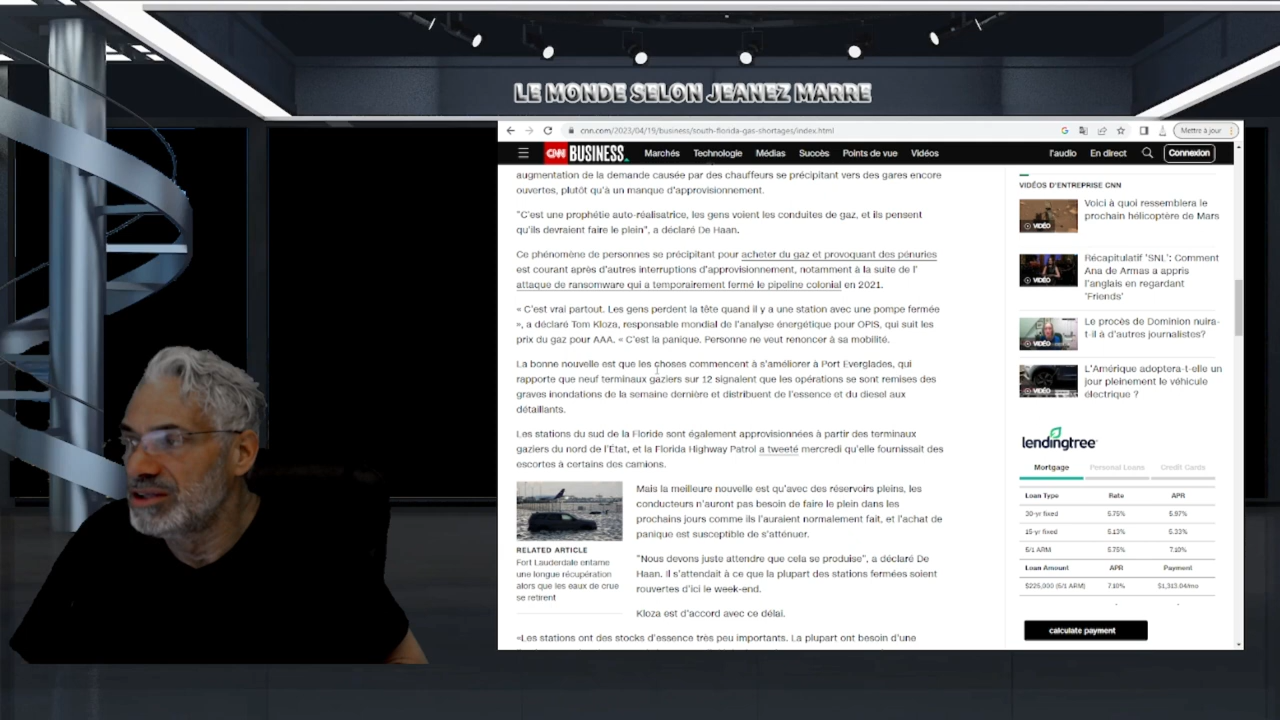 LE MONDE SELON JEANEZ MARRE
cnn.com/2023/04/19/business/south-florida-gas-shortages/index.html
Mettre à jour
CNN BUSINESS
Marchés
Technologie
Médias
Succès
Points de vue
Vidéos
l'audio
En direct
Connexion
augmentation de la demande causée par des chauffeurs se précipitant vers des gares encore
ouvertes, plutôt qu'à un manque d'approvisionnement.
"C'est une prophétie auto-réalisatrice, les gens voient les conduites de gaz, et ils pensent
qu'ils devraient faire le plein", a déclaré De Haan.
Ce phénomène de personnes se précipitant pour acheter du gaz et provoquant des pénuries
est courant après d'autres interruptions d'approvisionnement, notamment à la suite de l'
attaque de ransomware qui a temporairement fermé le pipeline colonial en 2021.
« C'est vrai partout. Les gens perdent la tête quand il y a une station avec une pompe fermée
», a déclaré Tom Kloza, responsable mondial de l'analyse énergétique pour OPIS, qui suit les
prix du gaz pour AAA. « C'est la panique. Personne ne veut renoncer à sa mobilité.
La bonne nouvelle est que les choses commencent à s'améliorer à Port Everglades, qui
rapporte que neuf terminaux gaziers sur 12 signalent que les opérations se sont remises des
graves inondations de la semaine dernière et distribuent de l'essence et du diesel aux
détaillants.
Les stations du sud de la Floride sont également approvisionnées à partir des terminaux
gaziers du nord de l'État, et la Florida Highway Patrol a tweeté mercredi qu'elle fournissait des
escortes à certains des camions.
Mais la meilleure nouvelle est qu'avec des réservoirs pleins, les
conducteurs n'auront pas besoin de faire le plein dans les
prochains jours comme ils l'auraient normalement fait, et l'achat de
panique est susceptible de s'atténuer.
RELATED ARTICLE
Fort Lauderdale entame
une longue récupération
alors que les eaux de crue
se retirent
"Nous devons juste attendre que cela se produise", a déclaré De
Haan. Il s'attendait à ce que la plupart des stations fermées soient
rouvertes d'ici le week-end.
Kloza est d'accord avec ce délai.
«Les stations ont des stocks d'essence très peu importants. La plupart ont besoin d'une
VIDÉOS D'ENTREPRISE CNN
VIDÉO
Voici à quoi ressemblera le
prochain hélicoptère de Mars
VIDÉO
Récapitulatif 'SNL': Comment
Ana de Armas a appris
l'anglais en regardant
'Friends'
VIDÉO
Le procès de Dominion nuira-
t-il à d'autres journalistes?
VIDÉO
L'Amérique adoptera-t-elle un
jour pleinement le véhicule
électrique ?
lendingtree
Mortgage Personal Loans Credit Cards
Loan Type Rate APR
30-yr fixed 5.75% 5.97%
15-yr fixed 5.13% 5.33%
5/1 ARM 5.75% 7.10%
Loan Amount APR Payment
$225,000 (5/1 ARM) 7.10% $1,313.04/mo
calculate payment